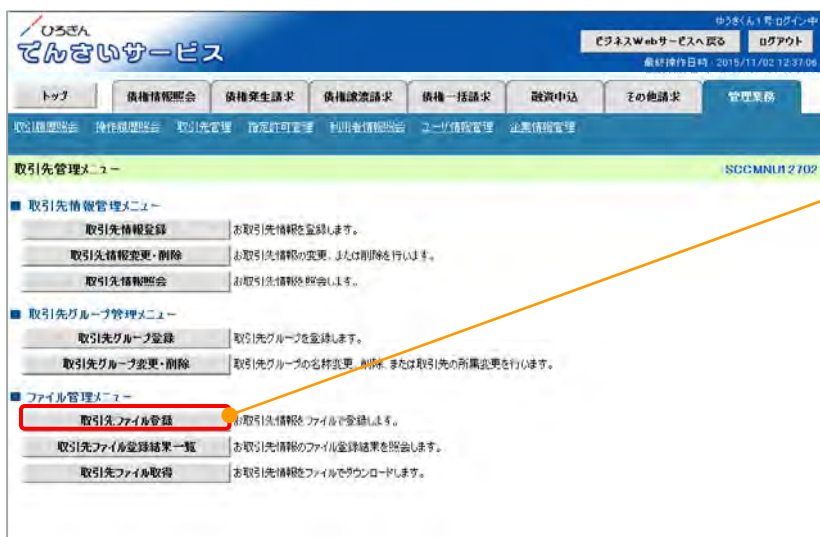 ひろぎん
でんさいサービス
ゆうぎくん1号:ログイン中
ビジネスWebサービスへ戻る ログアウト
最終操作日時 2015/11/02 12:37:06
トップ 債権情報照会 債権発生請求 債権譲渡請求 債権一括請求 融資申込 その他請求 管理業務
取引履歴照会 操作履歴照会 取引先管理 指定許可管理 利用者情報照会 ユーザ情報管理 企業情報管理
取引先管理メニュー SCCMNU12702
■ 取引先情報管理メニュー
取引先情報登録 お取引先情報を登録します。
取引先情報変更・削除 お取引先情報の変更、または削除を行います。
取引先情報照会 お取引先情報を照会します。
■ 取引先グループ管理メニュー
取引先グループ登録 取引先グループを登録します。
取引先グループ変更・削除 取引先グループの名称変更、削除、または取引先の所属変更を行います。
■ ファイル管理メニュー
取引先ファイル登録 お取引先情報をファイルで登録します。
取引先ファイル登録結果一覧 お取引先情報のファイル登録結果を照会します。
取引先ファイル取得 お取引先情報をファイルでダウンロードします。